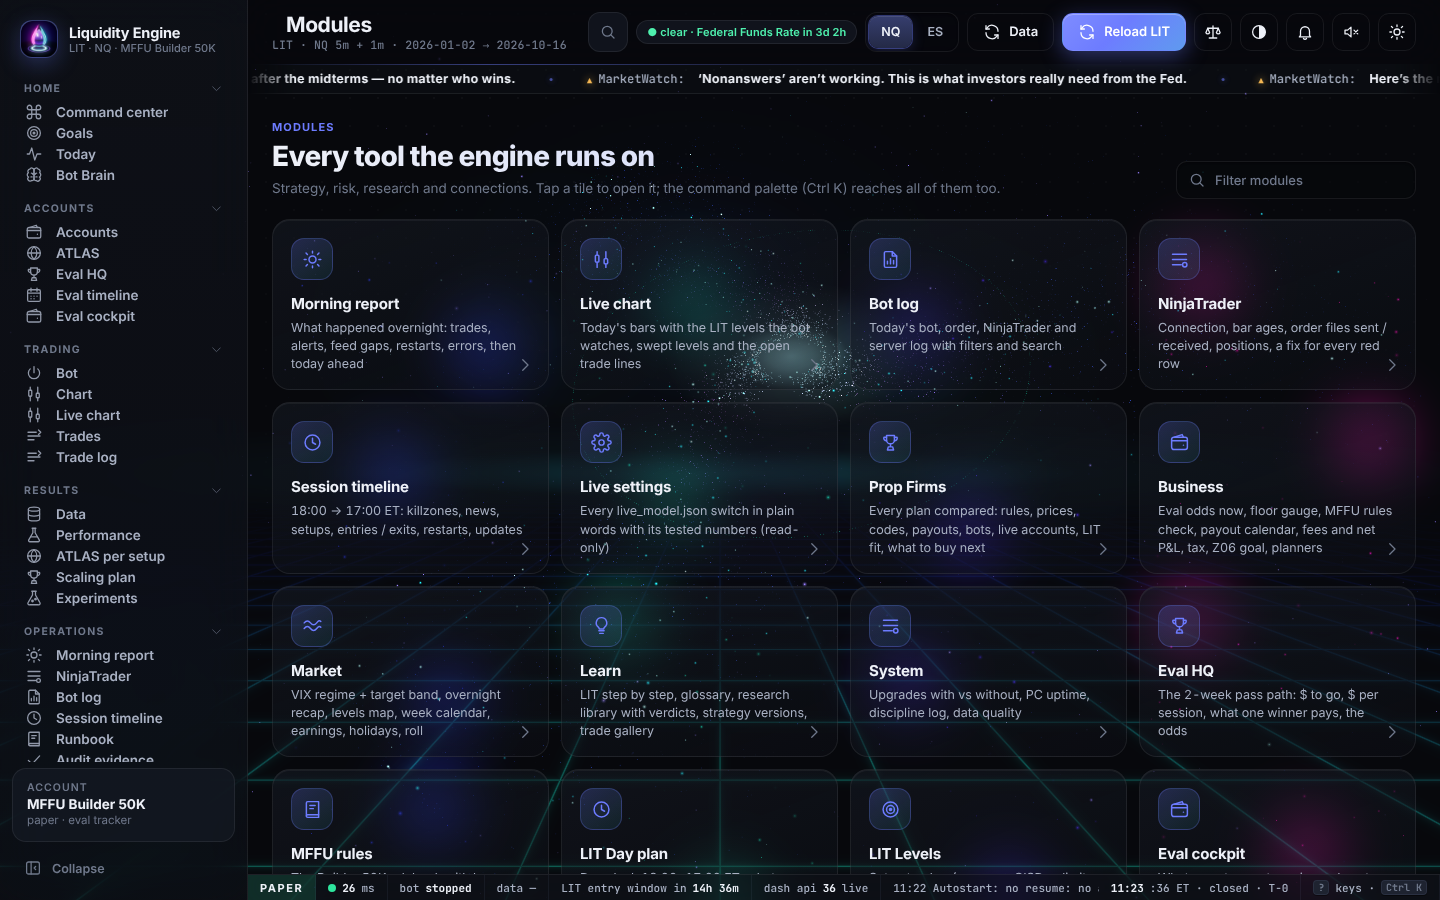 Liquidity Engine
LIT · NQ · MFFU Builder 50K
HOME
Command center
Goals
Today
Bot Brain
ACCOUNTS
Accounts
ATLAS
Eval HQ
Eval timeline
Eval cockpit
TRADING
Bot
Chart
Live chart
Trades
Trade log
RESULTS
Data
Performance
ATLAS per setup
Scaling plan
Experiments
OPERATIONS
Morning report
NinjaTrader
Bot log
Session timeline
Runbook
Audit evidence
ACCOUNT
MFFU Builder 50K
paper · eval tracker
Collapse
Modules
LIT · NQ 5m + 1m · 2026-01-02 → 2026-10-16
clear · Federal Funds Rate in 3d 2h
NQ ES
Data
Reload LIT
after the midterms — no matter who wins. • ▲ MarketWatch: ‘Nonanswers’ aren’t working. This is what investors really need from the Fed. • ▲ MarketWatch: Here’s the
MODULES
Every tool the engine runs on
Strategy, risk, research and connections. Tap a tile to open it; the command palette (Ctrl K) reaches all of them too.
Filter modules
Morning report
What happened overnight: trades,
alerts, feed gaps, restarts, errors, then
today ahead
Live chart
Today's bars with the LIT levels the bot
watches, swept levels and the open
trade lines
Bot log
Today's bot, order, NinjaTrader and
server log with filters and search
NinjaTrader
Connection, bar ages, order files sent /
received, positions, a fix for every red
row
Session timeline
18:00 → 17:00 ET: killzones, news,
setups, entries / exits, restarts, updates
Live settings
Every live_model.json switch in plain
words with its tested numbers (read-
only)
Prop Firms
Every plan compared: rules, prices,
codes, payouts, bots, live accounts, LIT
fit, what to buy next
Business
Eval odds now, floor gauge, MFFU rules
check, payout calendar, fees and net
P&L, tax, Z06 goal, planners
Market
VIX regime + target band, overnight
recap, levels map, week calendar,
earnings, holidays, roll
Learn
LIT step by step, glossary, research
library with verdicts, strategy versions,
trade gallery
System
Upgrades with vs without, PC uptime,
discipline log, data quality
Eval HQ
The 2-week pass path: $ to go, $ per
session, what one winner pays, the
odds
MFFU rules
LIT Day plan
LIT Levels
Eval cockpit
PAPER
26 ms
bot stopped
data —
LIT entry window in 14h 36m
dash api 36 live
11:22 Autostart: no resume: no
11:23 :36 ET · closed · T-0
? keys · Ctrl K